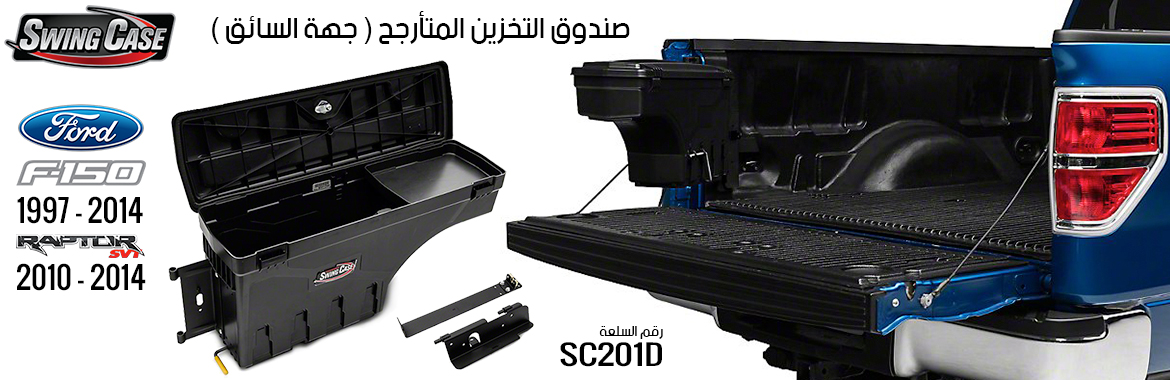 SWING CASE
صندوق التخزين المتأرجح ( جهة السائق )
Ford
F-150
1997 - 2014
RAPTOR
SVT
2010 - 2014
SWING CASE
رقم السلعة
SC201D